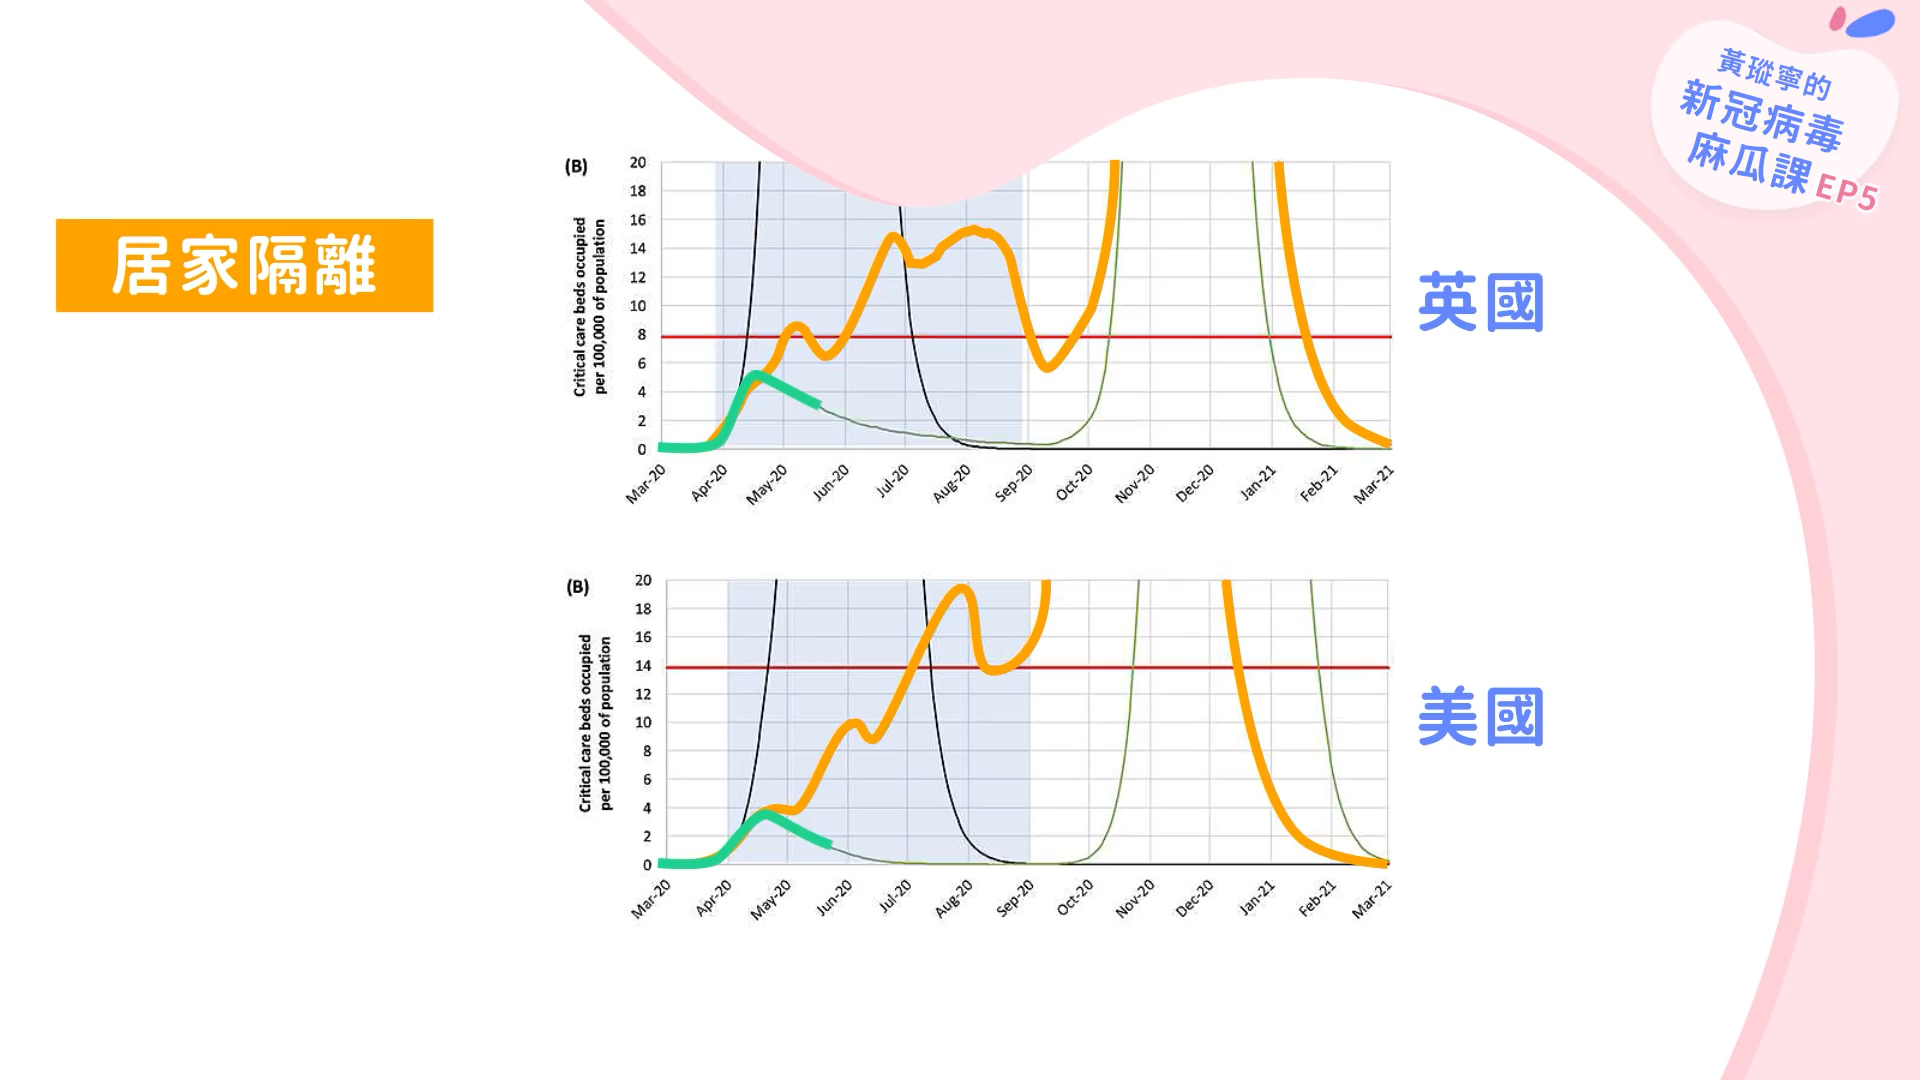 黃瑽寧的
新冠病毒
麻瓜課 EP5
居家隔離
(B)
Critical care beds occupied
per 100,000 of population
20
18
16
14
12
10
8
6
4
2
0
Mar-20 Apr-20 May-20 Jun-20 Jul-20 Aug-20 Sep-20 Oct-20 Nov-20 Dec-20 Jan-21 Feb-21 Mar-21
英國
(B)
Critical care beds occupied
per 100,000 of population
20
18
16
14
12
10
8
6
4
2
0
Mar-20 Apr-20 May-20 Jun-20 Jul-20 Aug-20 Sep-20 Oct-20 Nov-20 Dec-20 Jan-21 Feb-21 Mar-21
美國